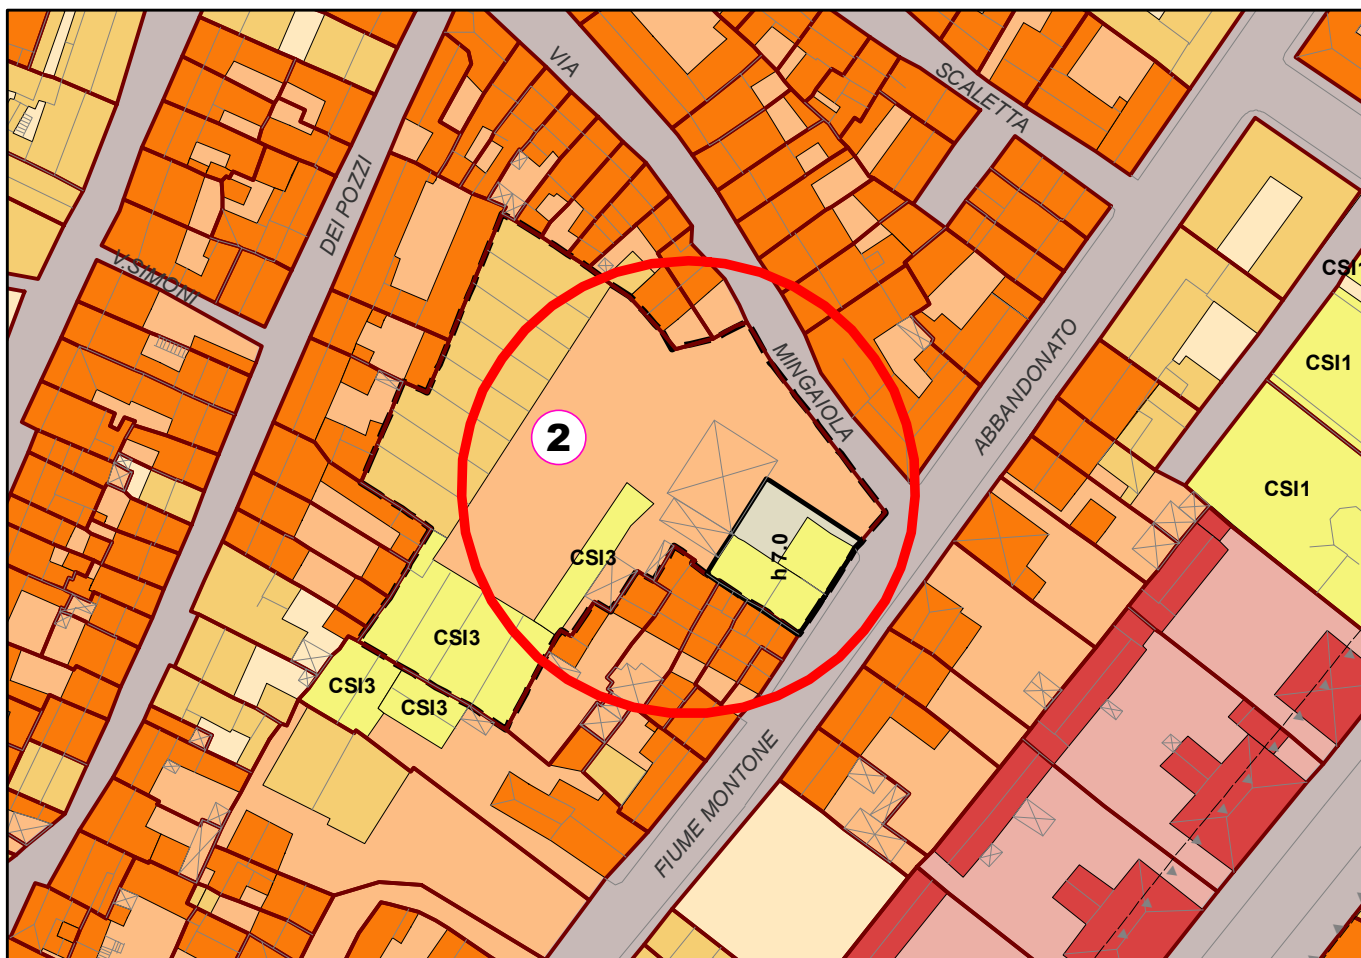 VIA
SCALETTA
DEI POZZI
V.SIMONI
CSI1
MINGAIOLA
ABBANDONATO
CSI1
2
CSI1
h 7.0
CSI3
CSI3
CSI3
CSI3
FIUME MONTONE